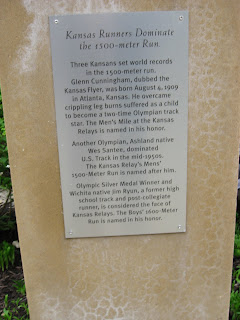 Kansas Runners Dominate
the 1500-meter Run
Three Kansans set world records
in the 1500-meter run.
Glenn Cunningham, dubbed the
Kansas Flyer, was born August 4, 1909
in Atlanta, Kansas. He overcame
crippling leg burns suffered as a child
to become a two-time Olympian track
star. The Men's Mile at the Kansas
Relays is named in his honor.
Another Olympian, Ashland native
Wes Santee, dominated
U.S. Track in the mid-1950s.
The Kansas Relay's Mens'
1500-Meter Run is named after him.
Olympic Silver Medal Winner and
Wichita native Jim Ryun, a former high
school track and post-collegiate
runner, is considered the face of
Kansas Relays. The Boys' 1600-Meter
Run is named in his honor.